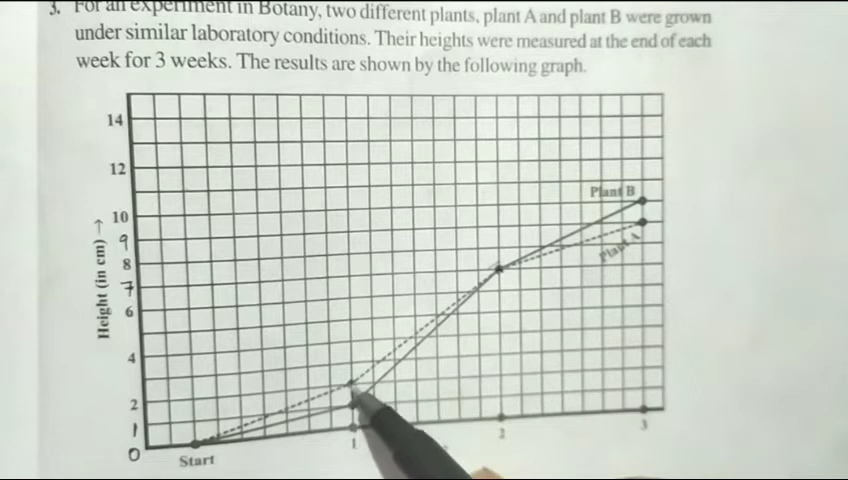 3. For an experiment in Botany, two different plants, plant A and plant B were grown
under similar laboratory conditions. Their heights were measured at the end of each
week for 3 weeks. The results are shown by the following graph.
14
12
Plant B
10
9
Plant A
8
7
6
Height (in cm) →
4
2
1
0
Start
1
2
3